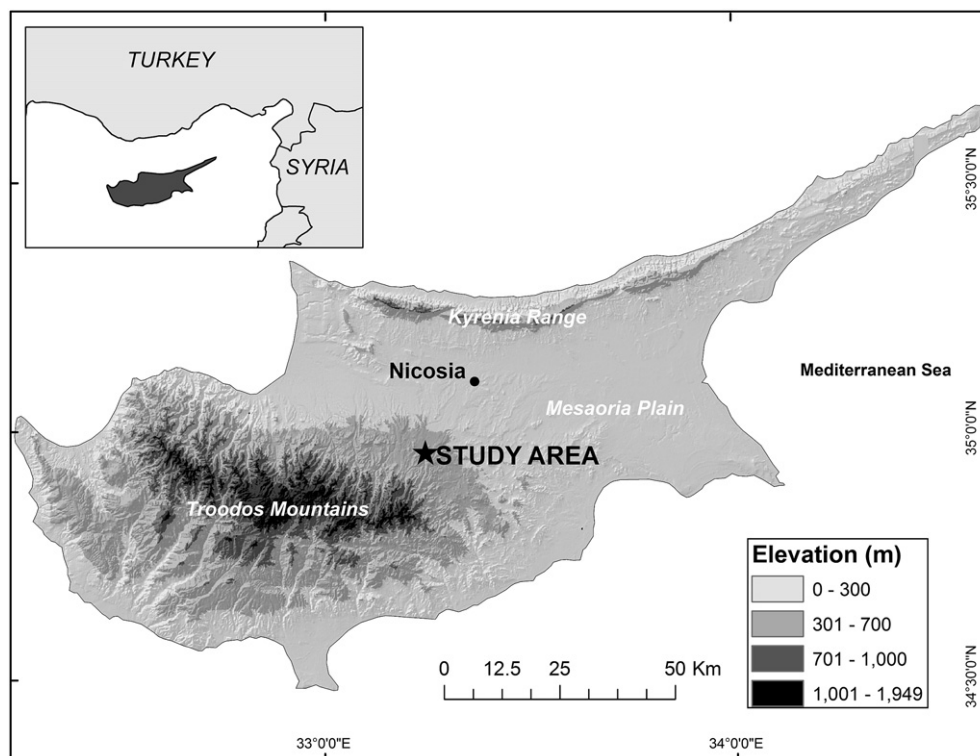 TURKEY
SYRIA
35°30'0"N
Kyrenia Range
Nicosia
Mediterranean Sea
Mesaoria Plain
35°0'0"N
STUDY AREA
Troodos Mountains
Elevation (m)
0 - 300
301 - 700
701 - 1,000
1,001 - 1,949
0 12.5 25 50 Km
34°30'0"N
33°0'0"E
34°0'0"E